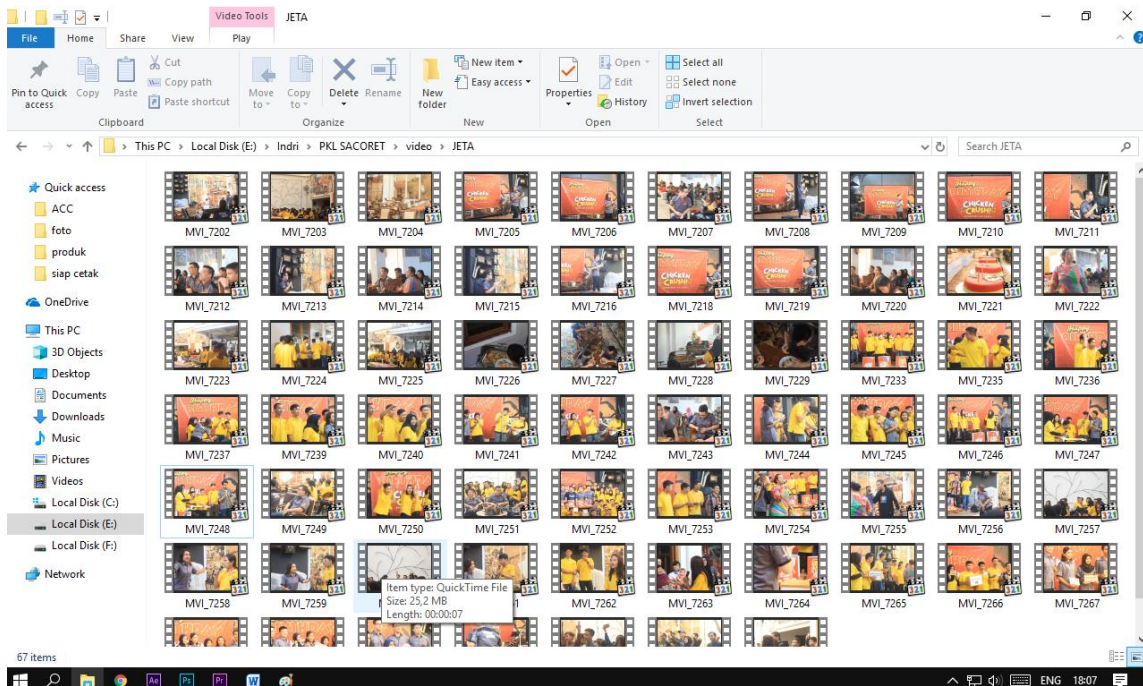 Video Tools JETA
File Home Share View Play
Pin to Quick access
Copy
Paste
Cut
Copy path
Paste shortcut
Move to
Copy to
Delete
Rename
New folder
New item
Easy access
Properties
Open
Edit
History
Select all
Select none
Invert selection
Clipboard Organize New Open Select
This PC > Local Disk (E:) > Indri > PKL SACORET > video > JETA
Search JETA
Quick access
ACC
foto
produk
siap cetak
OneDrive
This PC
3D Objects
Desktop
Documents
Downloads
Music
Pictures
Videos
Local Disk (C:)
Local Disk (E:)
Local Disk (F:)
Network
MVI_7202 MVI_7203 MVI_7204 MVI_7205 MVI_7206 MVI_7207 MVI_7208 MVI_7209 MVI_7210 MVI_7211
MVI_7212 MVI_7213 MVI_7214 MVI_7215 MVI_7216 MVI_7218 MVI_7219 MVI_7220 MVI_7221 MVI_7222
MVI_7223 MVI_7224 MVI_7225 MVI_7226 MVI_7227 MVI_7228 MVI_7229 MVI_7233 MVI_7235 MVI_7236
MVI_7237 MVI_7239 MVI_7240 MVI_7241 MVI_7242 MVI_7243 MVI_7244 MVI_7245 MVI_7246 MVI_7247
MVI_7248 MVI_7249 MVI_7250 MVI_7251 MVI_7252 MVI_7253 MVI_7254 MVI_7255 MVI_7256 MVI_7257
MVI_7258 MVI_7259 MVI_7262 MVI_7263 MVI_7264 MVI_7265 MVI_7266 MVI_7267
Item type: QuickTime File
Size: 25,2 MB
Length: 00:00:07
67 items
Ae Ps Pr W
ENG 18:07